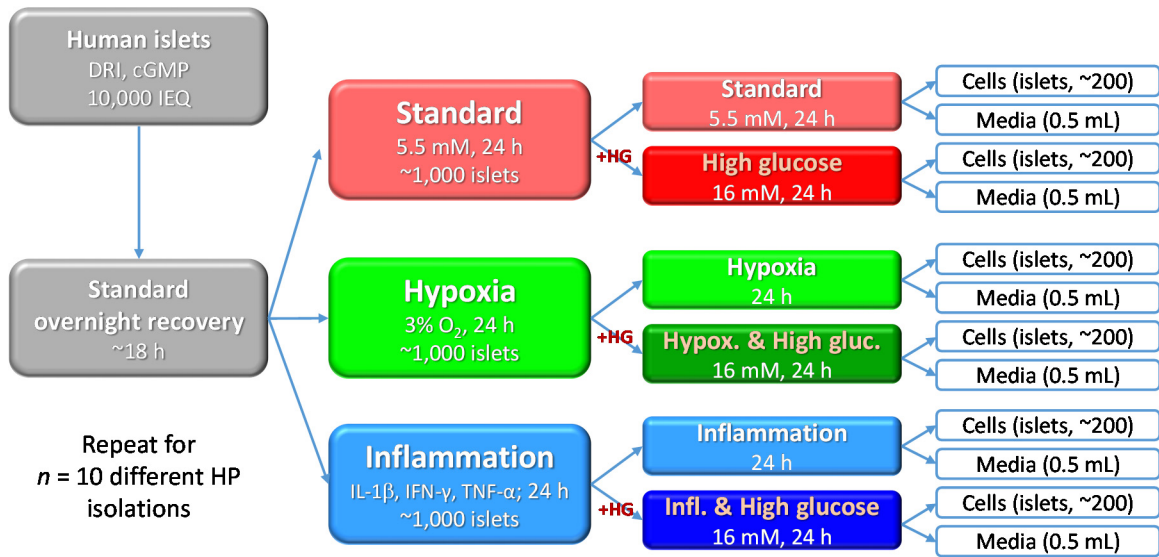 Human islets
DRI, cGMP
10,000 IEQ
Standard
overnight recovery
~18 h
Repeat for
n = 10 different HP
isolations
Standard
5.5 mM, 24 h
~1,000 islets
+HG
Standard
5.5 mM, 24 h
High glucose
16 mM, 24 h
Cells (islets, ~200)
Media (0.5 mL)
Cells (islets, ~200)
Media (0.5 mL)
Hypoxia
3% O₂, 24 h
~1,000 islets
+HG
Hypoxia
24 h
Hypox. & High gluc.
16 mM, 24 h
Cells (islets, ~200)
Media (0.5 mL)
Cells (islets, ~200)
Media (0.5 mL)
Inflammation
IL-1β, IFN-γ, TNF-α; 24 h
~1,000 islets
+HG
Inflammation
24 h
Infl. & High glucose
16 mM, 24 h
Cells (islets, ~200)
Media (0.5 mL)
Cells (islets, ~200)
Media (0.5 mL)